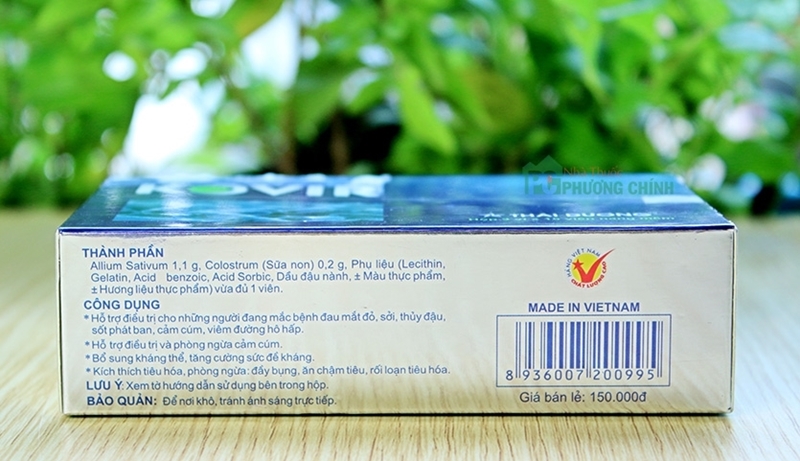 KOVIR
THÁI DƯƠNG
Nhà Thuốc
PHƯƠNG CHÍNH
THÀNH PHẦN
Allium Sativum 1,1 g, Colostrum (Sữa non) 0,2 g, Phụ liệu (Lecithin,
Gelatin, Acid benzoic, Acid Sorbic, Dầu đậu nành, ± Màu thực phẩm,
± Hương liệu thực phẩm) vừa đủ 1 viên.
CÔNG DỤNG
* Hỗ trợ điều trị cho những người đang mắc bệnh đau mắt đỏ, sởi, thủy đậu,
sốt phát ban, cảm cúm, viêm đường hô hấp.
* Hỗ trợ điều trị và phòng ngừa cảm cúm.
* Bổ sung kháng thể, tăng cường sức đề kháng.
* Kích thích tiêu hóa, phòng ngừa: đầy bụng, ăn chậm tiêu, rối loạn tiêu hóa.
LƯU Ý: Xem tờ hướng dẫn sử dụng bên trong hộp.
BẢO QUẢN: Để nơi khô, tránh ánh sáng trực tiếp.
HÀNG VIỆT NAM
CHẤT LƯỢNG CAO
MADE IN VIETNAM
8 936007 200995
Giá bán lẻ: 150.000đ